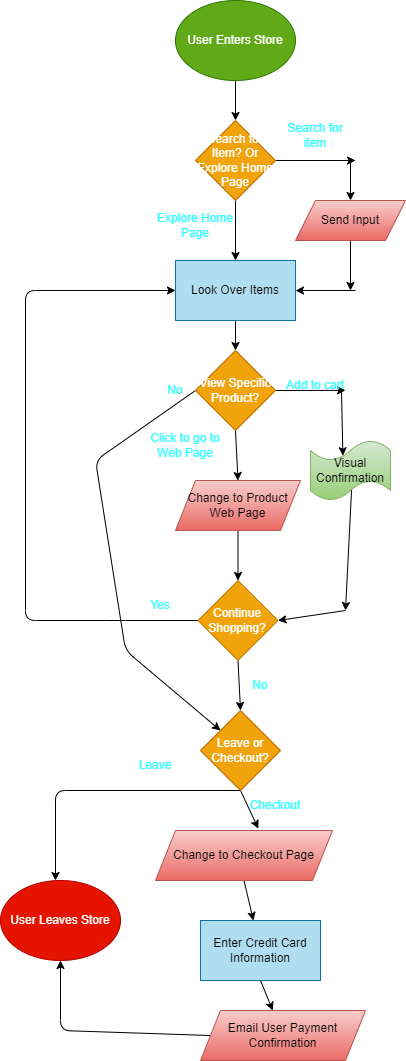 User Enters Store
Search for
Item? Or
Explore Home
Page
Search for
Item
Send Input
Explore Home
Page
Look Over Items
View Specific
Product?
No
Add to cart
Click to go to
Web Page
Visual
Confirmation
Change to Product
Web Page
Yes
Continue
Shopping?
No
Leave or
Checkout?
Leave
Checkout
Change to Checkout Page
User Leaves Store
Enter Credit Card
Information
Email User Payment
Confirmation